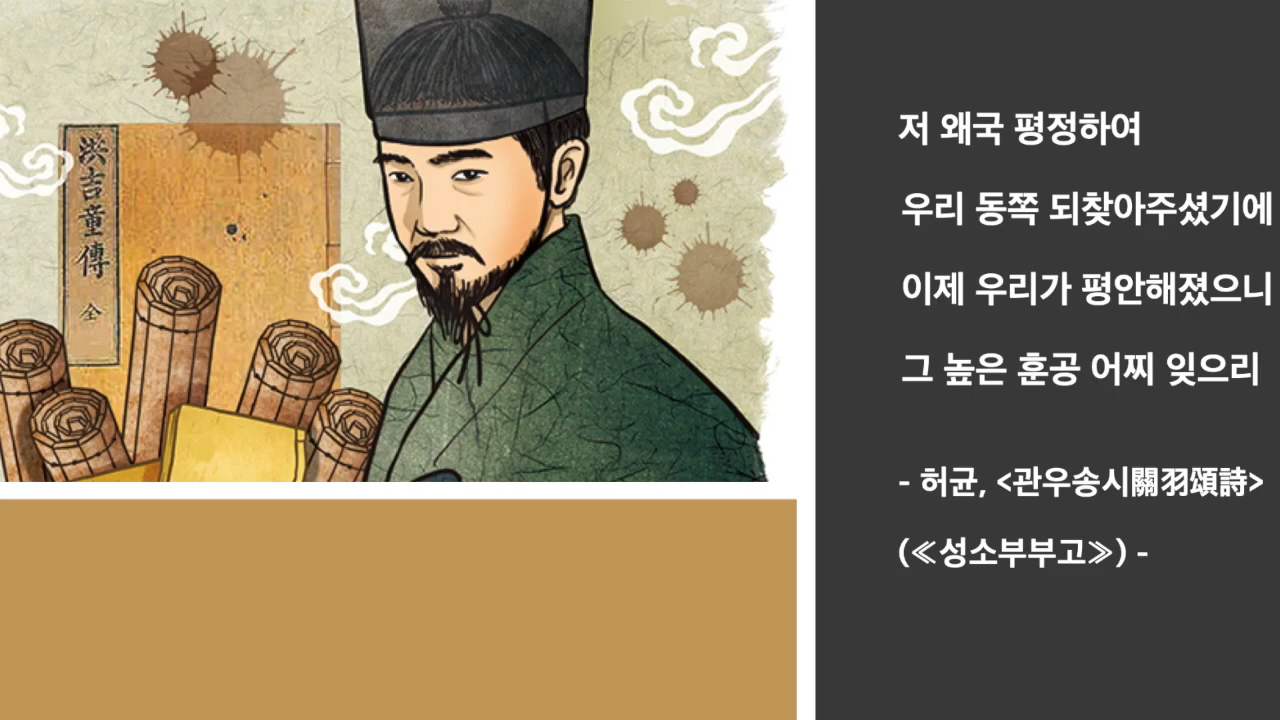 洪吉童傳 全
저 왜국 평정하여
우리 동쪽 되찾아주셨기에
이제 우리가 평안해졌으니
그 높은 훈공 어찌 잊으리
- 허균, <관우송시關羽頌詩>
(≪성소부부고≫) -